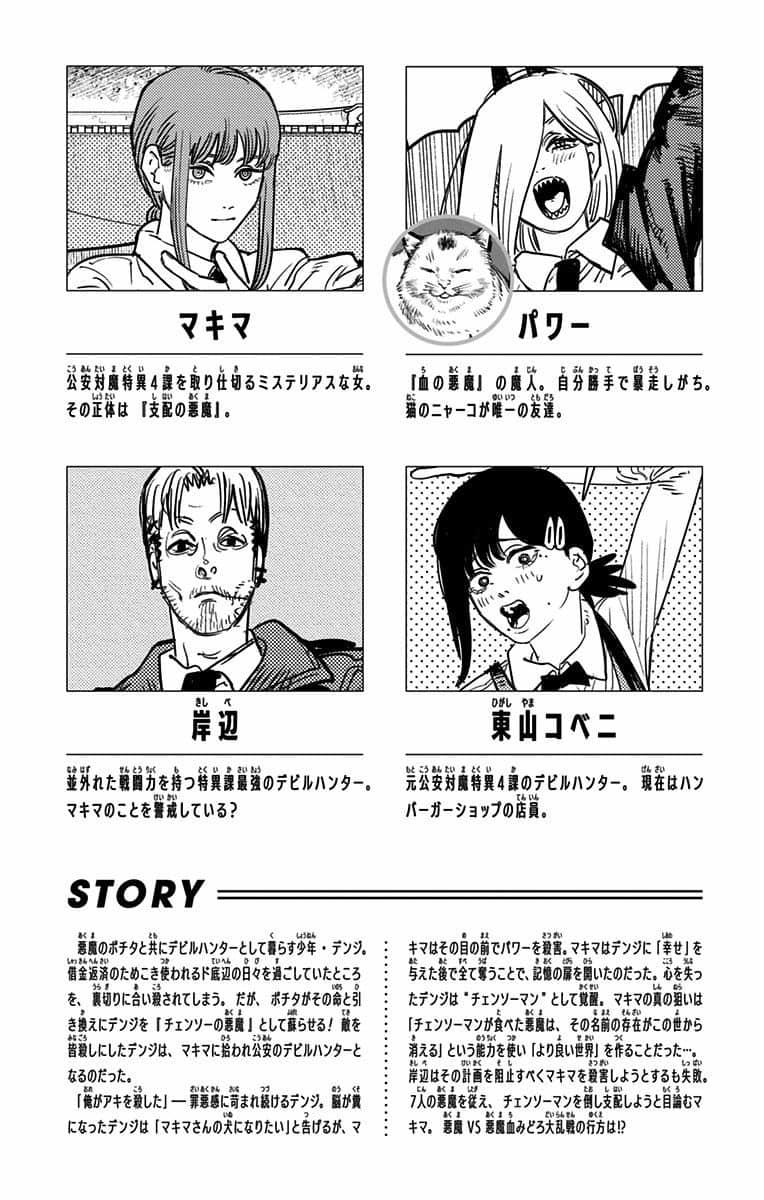 マキマ
公安対魔特異4課を取り仕切るミステリアスな女。
その正体は『支配の悪魔』。
パワー
『血の悪魔』の魔人。自分勝手で暴走しがち。
猫のニャーコが唯一の友達。
岸辺
並外れた戦闘力を持つ特異課最強のデビルハンター。
マキマのことを警戒している?
東山コベニ
元公安対魔特異4課のデビルハンター。現在はハン
バーガーショップの店員。
STORY
悪魔のポチタと共にデビルハンターとして暮らす少年・デンジ。
借金返済のためこき使われるド底辺の日々を過ごしていたところ
を、裏切りに合い殺されてしまう。だが、ポチタがその命と引
き換えにデンジを『チェンソーの悪魔』として蘇らせる!敵を
皆殺しにしたデンジは、マキマに拾われ公安のデビルハンターと
なるのだった。
「俺がアキを殺した」―罪悪感に苛まれ続けるデンジ。脳が糞
になったデンジは「マキマさんの犬になりたい」と告げるが、マ
キマはその目の前でパワーを殺害。マキマはデンジに「幸せ」を
与えた後で全て奪うことで、記憶の扉を開いたのだった。心を失っ
たデンジは"チェンソーマン"として覚醒。マキマの真の狙いは
「チェンソーマンが食べた悪魔は、その名前の存在がこの世から
消える」という能力を使い「より良い世界」を作ることだった…。
岸辺はその計画を阻止すべくマキマを殺害しようとするも失敗。
7人の悪魔を従え、チェンソーマンを倒し支配しようと目論むマ
キマ。悪魔VS悪魔血みどろ大乱戦の行方は!?